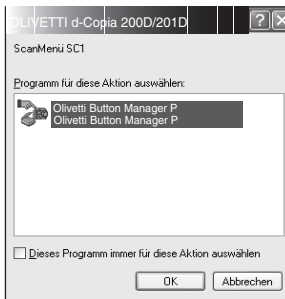 OLIVETTI d-Copia 200D/201D
ScanMenü SC1
Programm für diese Aktion auswählen:
Olivetti Button Manager P
Olivetti Button Manager P
Dieses Programm immer für diese Aktion auswählen
OK Abbrechen